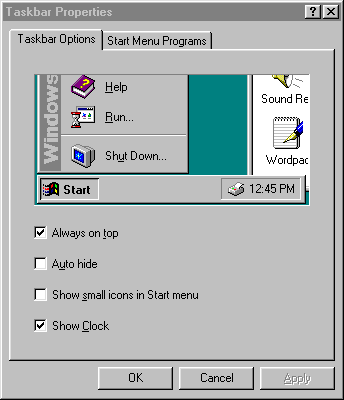 Taskbar Properties
Taskbar Options
Start Menu Programs
Windows
Help
Run...
Shut Down...
Sound Re
Wordpad
Start
12:45 PM
Always on top
Auto hide
Show small icons in Start menu
Show Clock
OK
Cancel
Apply